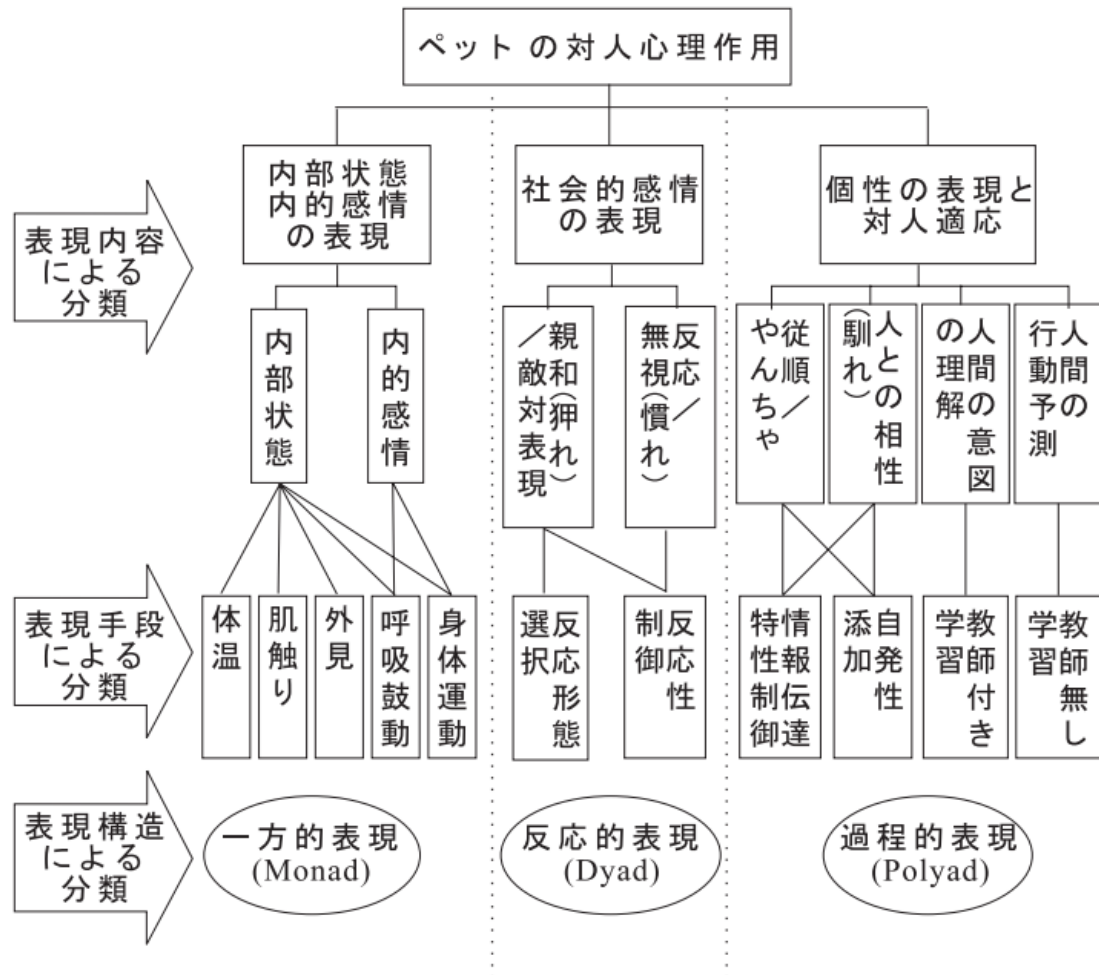 ペットの対人心理作用
表現内容
による
分類
内部状態
内的感情
の表現
社会的感情
の表現
個性の表現と
対人適応
内部状態
内的感情
親和(狎れ)
／敵対表現
反応／
無視(慣れ)
従順／
やんちゃ
人との相性
(馴れ)
人間の意図
の理解
人間の
行動予測
表現手段
による
分類
体温
肌触り
外見
呼吸鼓動
身体運動
反応形態
選択
反応性
制御
情報伝達
特性制御
自発性
添加
教師付き
学習
教師無し
学習
表現構造
による
分類
一方的表現
(Monad)
反応的表現
(Dyad)
過程的表現
(Polyad)